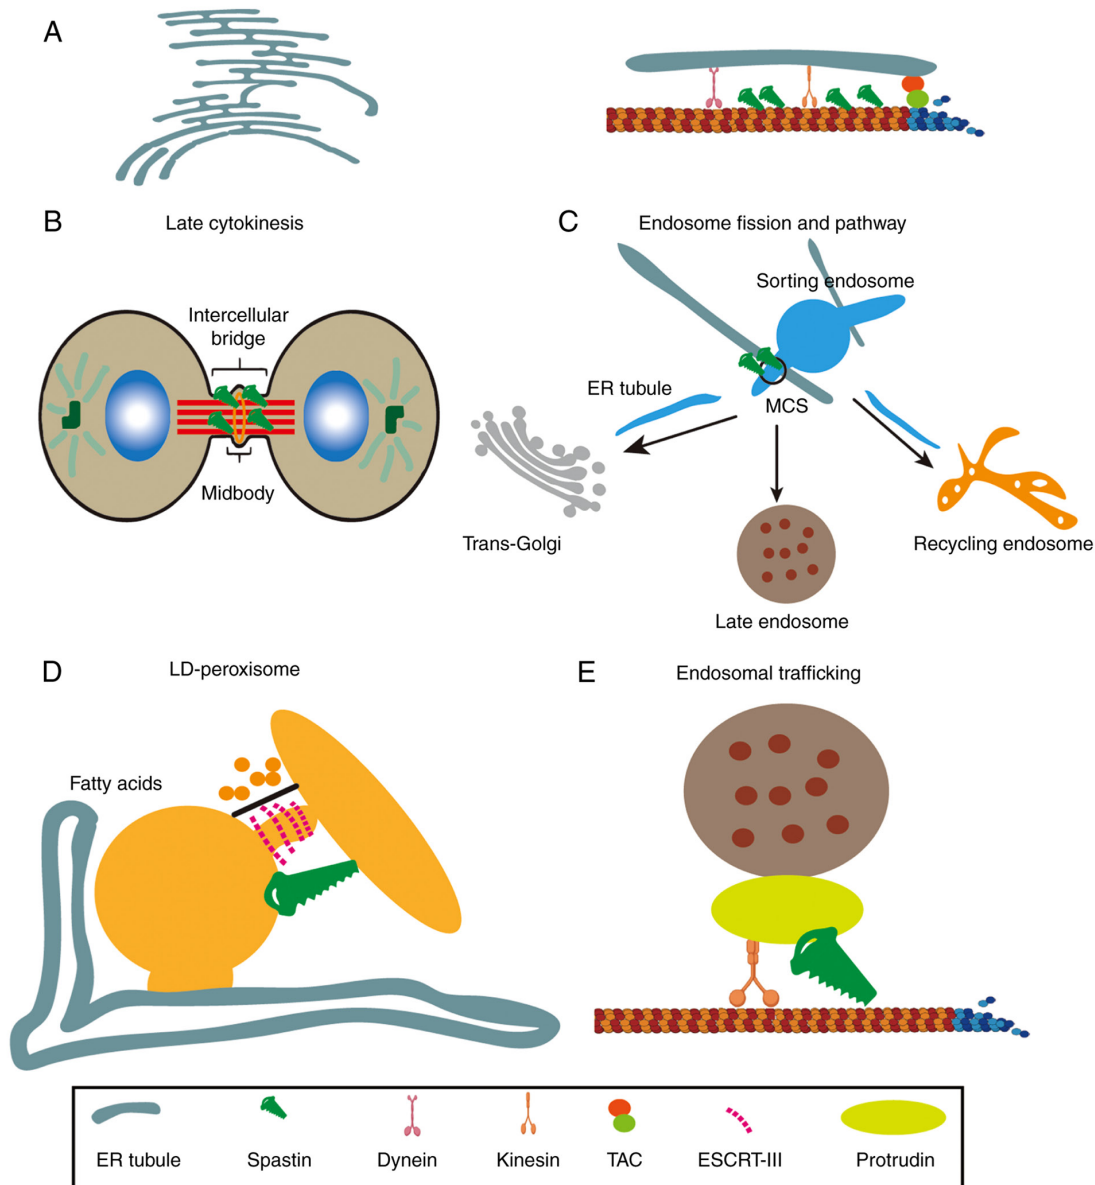 A
B
Late cytokinesis
C
Endosome fission and pathway
Sorting endosome
Intercellular
bridge
ER tubule
MCS
Midbody
Trans-Golgi
Recycling endosome
Late endosome
D
LD-peroxisome
E
Endosomal trafficking
Fatty acids
ER tubule
Spastin
Dynein
Kinesin
TAC
ESCRT-III
Protrudin